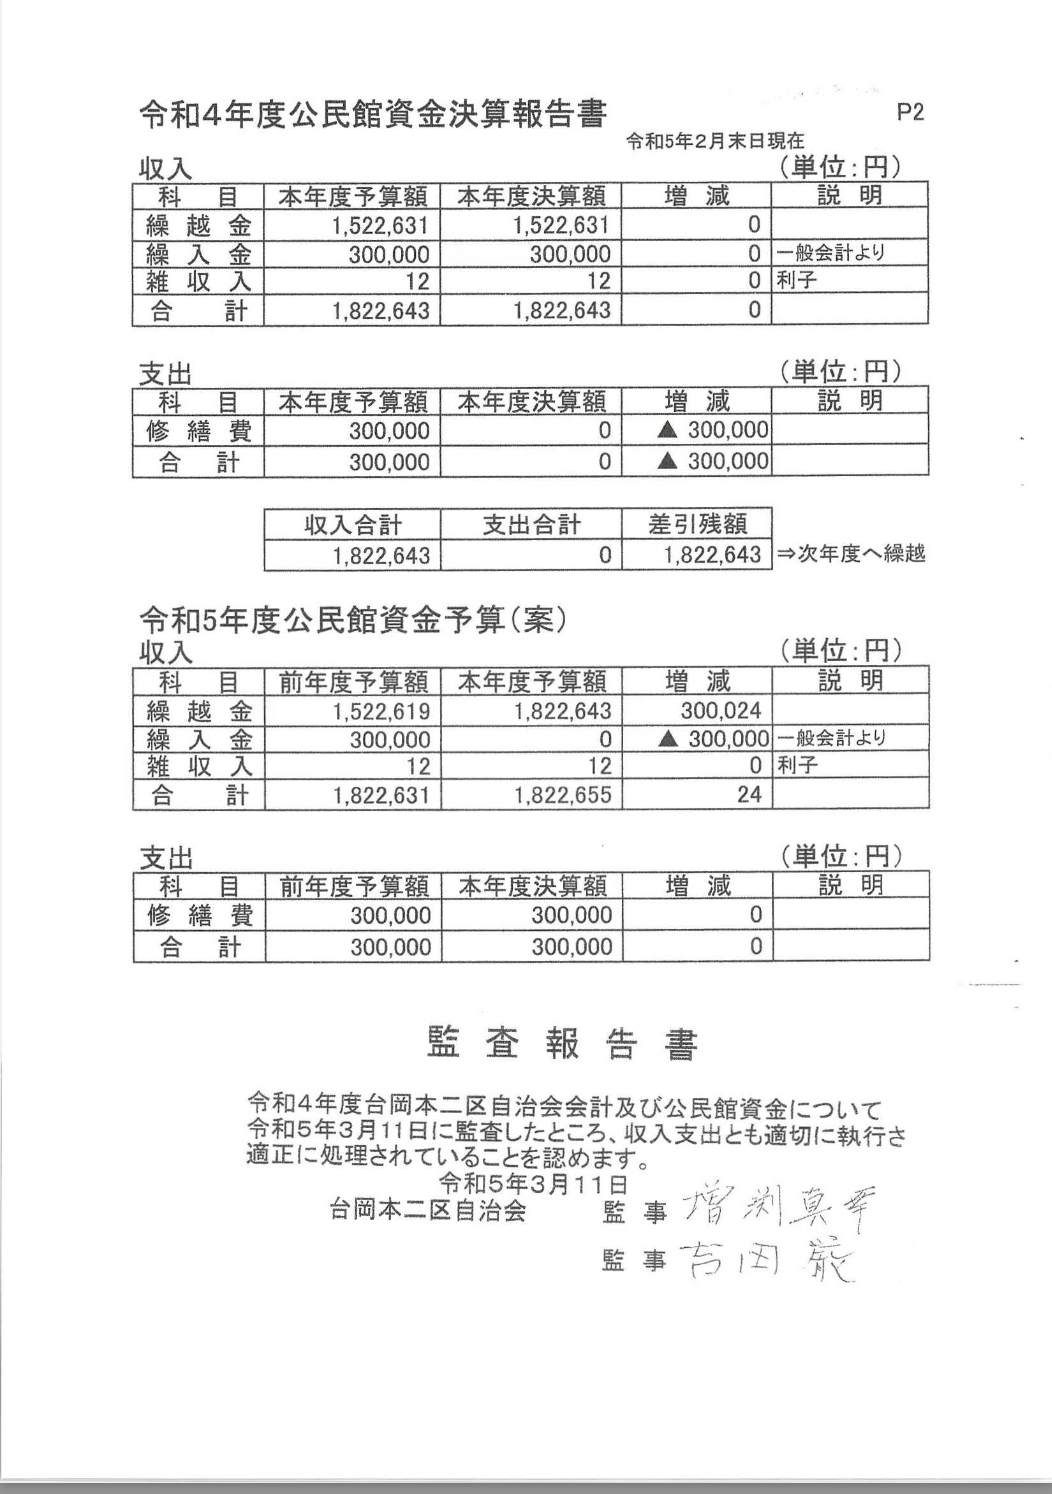 令和4年度公民館資金決算報告書 P2
令和5年2月末日現在
収入 （単位：円）
科 目 本年度予算額 本年度決算額 増 減 説 明
繰 越 金 1,522,631 1,522,631 0
繰 入 金 300,000 300,000 0 一般会計より
雑 収 入 12 12 0 利子
合 計 1,822,643 1,822,643 0
支出 （単位：円）
科 目 本年度予算額 本年度決算額 増 減 説 明
修 繕 費 300,000 0 ▲ 300,000
合 計 300,000 0 ▲ 300,000
収入合計 支出合計 差引残額
1,822,643 0 1,822,643 ⇒次年度へ繰越
令和5年度公民館資金予算（案）
収入 （単位：円）
科 目 前年度予算額 本年度予算額 増 減 説 明
繰 越 金 1,522,619 1,822,643 300,024
繰 入 金 300,000 0 ▲ 300,000 一般会計より
雑 収 入 12 12 0 利子
合 計 1,822,631 1,822,655 24
支出 （単位：円）
科 目 前年度予算額 本年度決算額 増 減 説 明
修 繕 費 300,000 300,000 0
合 計 300,000 300,000 0
監 査 報 告 書
令和4年度台岡本二区自治会会計及び公民館資金について
令和5年3月11日に監査したところ、収入支出とも適切に執行さ
適正に処理されていることを認めます。
令和5年3月11日
台岡本二区自治会 監 事 増渕真幸
監 事 吉田 巌